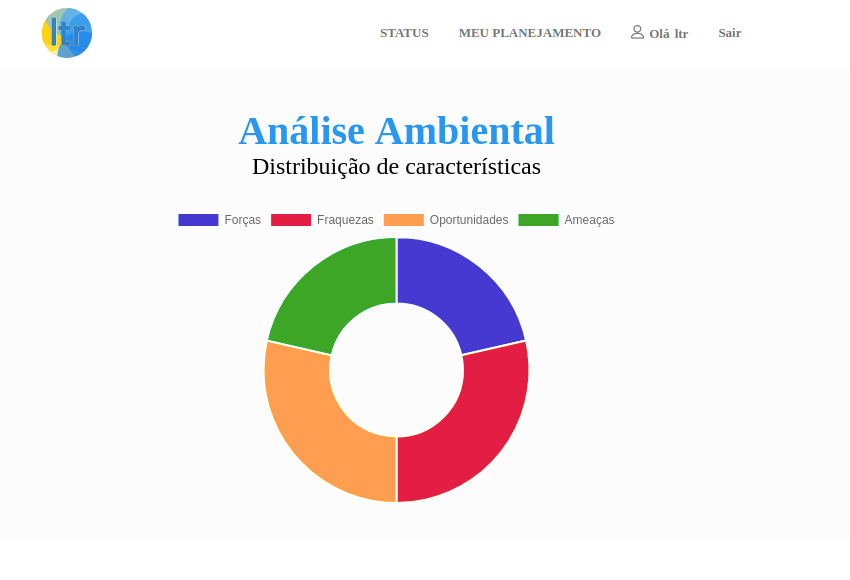 ltr
STATUS MEU PLANEJAMENTO Olá ltr Sair
Análise Ambiental
Distribuição de características
Forças Fraquezas Oportunidades Ameaças